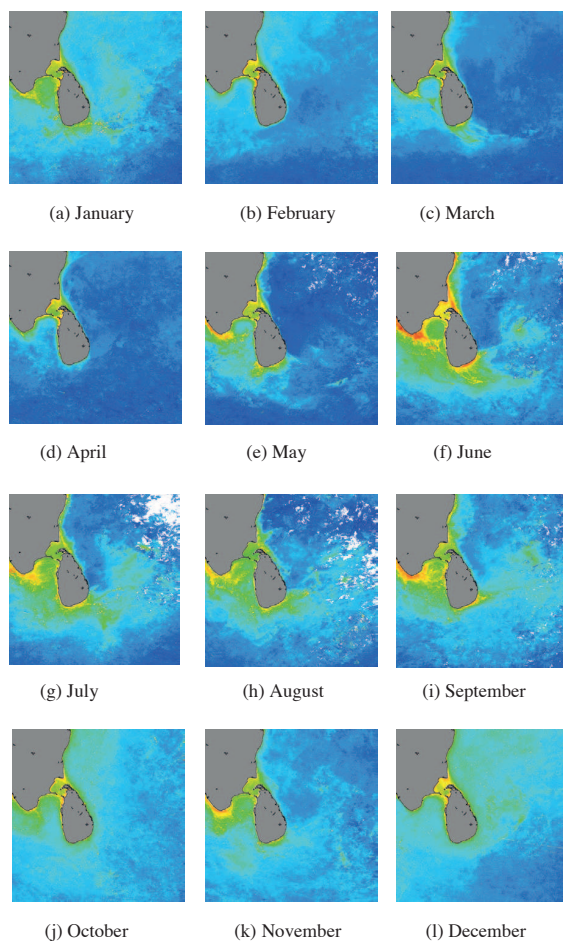 (a) January
(b) February
(c) March
(d) April
(e) May
(f) June
(g) July
(h) August
(i) September
(j) October
(k) November
(l) December